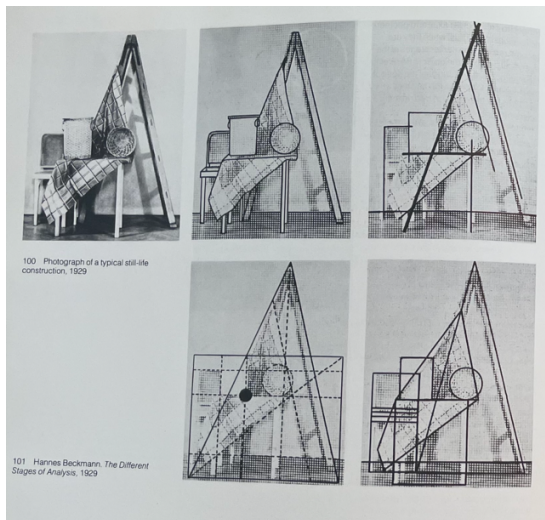 100 Photograph of a typical still-life
construction, 1929
101 Hannes Beckmann. The Different
Stages of Analysis, 1929